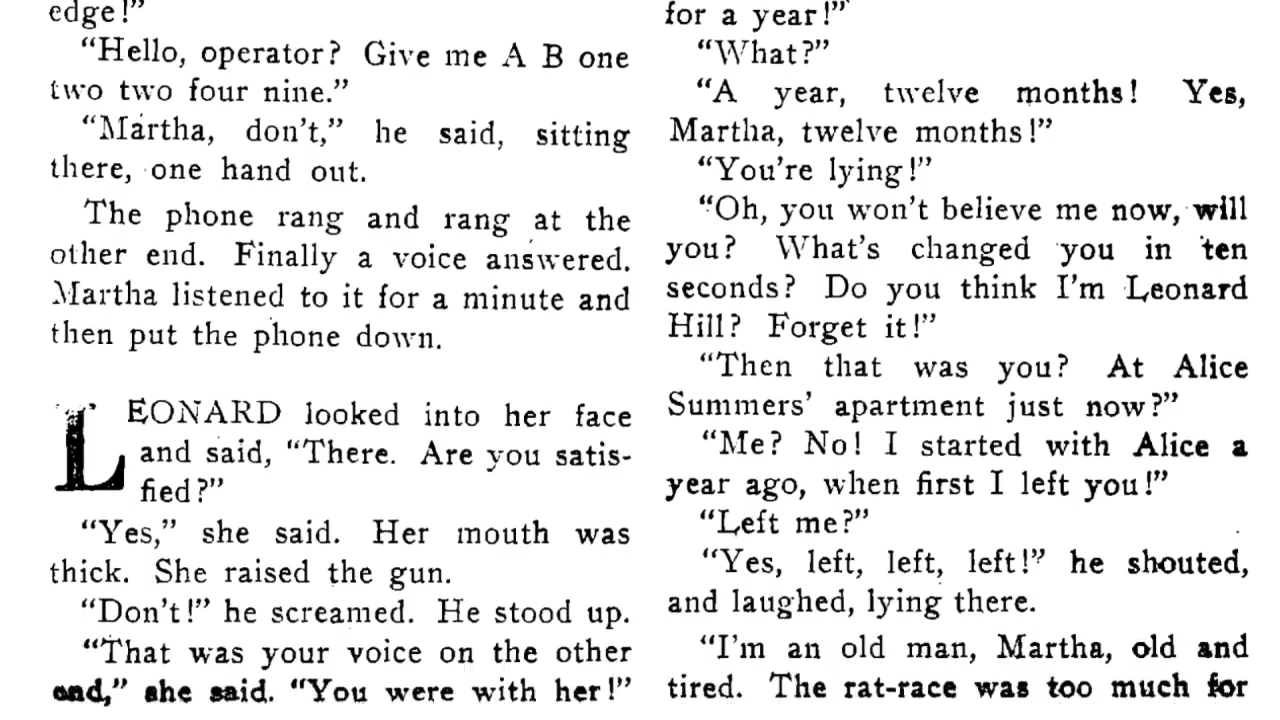 edge!”
“Hello, operator? Give me A B one
two two four nine.”
“Martha, don't,” he said, sitting
there, one hand out.
The phone rang and rang at the
other end. Finally a voice answered.
Martha listened to it for a minute and
then put the phone down.
LEONARD looked into her face
and said, “There. Are you satis-
fied?”
“Yes,” she said. Her mouth was
thick. She raised the gun.
“Don't!” he screamed. He stood up.
“That was your voice on the other
end,” she said. “You were with her!”
for a year!”
“What?”
“A year, twelve months! Yes,
Martha, twelve months!”
“You're lying!”
“Oh, you won't believe me now, will
you? What's changed you in ten
seconds? Do you think I'm Leonard
Hill? Forget it!”
“Then that was you? At Alice
Summers' apartment just now?”
“Me? No! I started with Alice a
year ago, when first I left you!”
“Left me?”
“Yes, left, left, left!” he shouted,
and laughed, lying there.
“I'm an old man, Martha, old and
tired. The rat-race was too much for